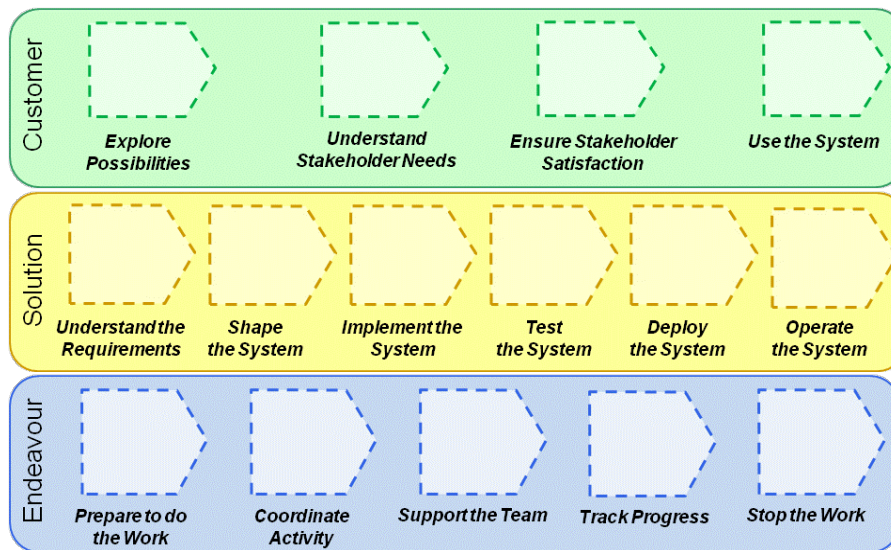 Customer
Explore
Possibilities
Understand
Stakeholder Needs
Ensure Stakeholder
Satisfaction
Use the System
Solution
Understand the
Requirements
Shape
the System
Implement the
System
Test
the System
Deploy
the System
Operate
the System
Endeavour
Prepare to do
the Work
Coordinate
Activity
Support the Team
Track Progress
Stop the Work